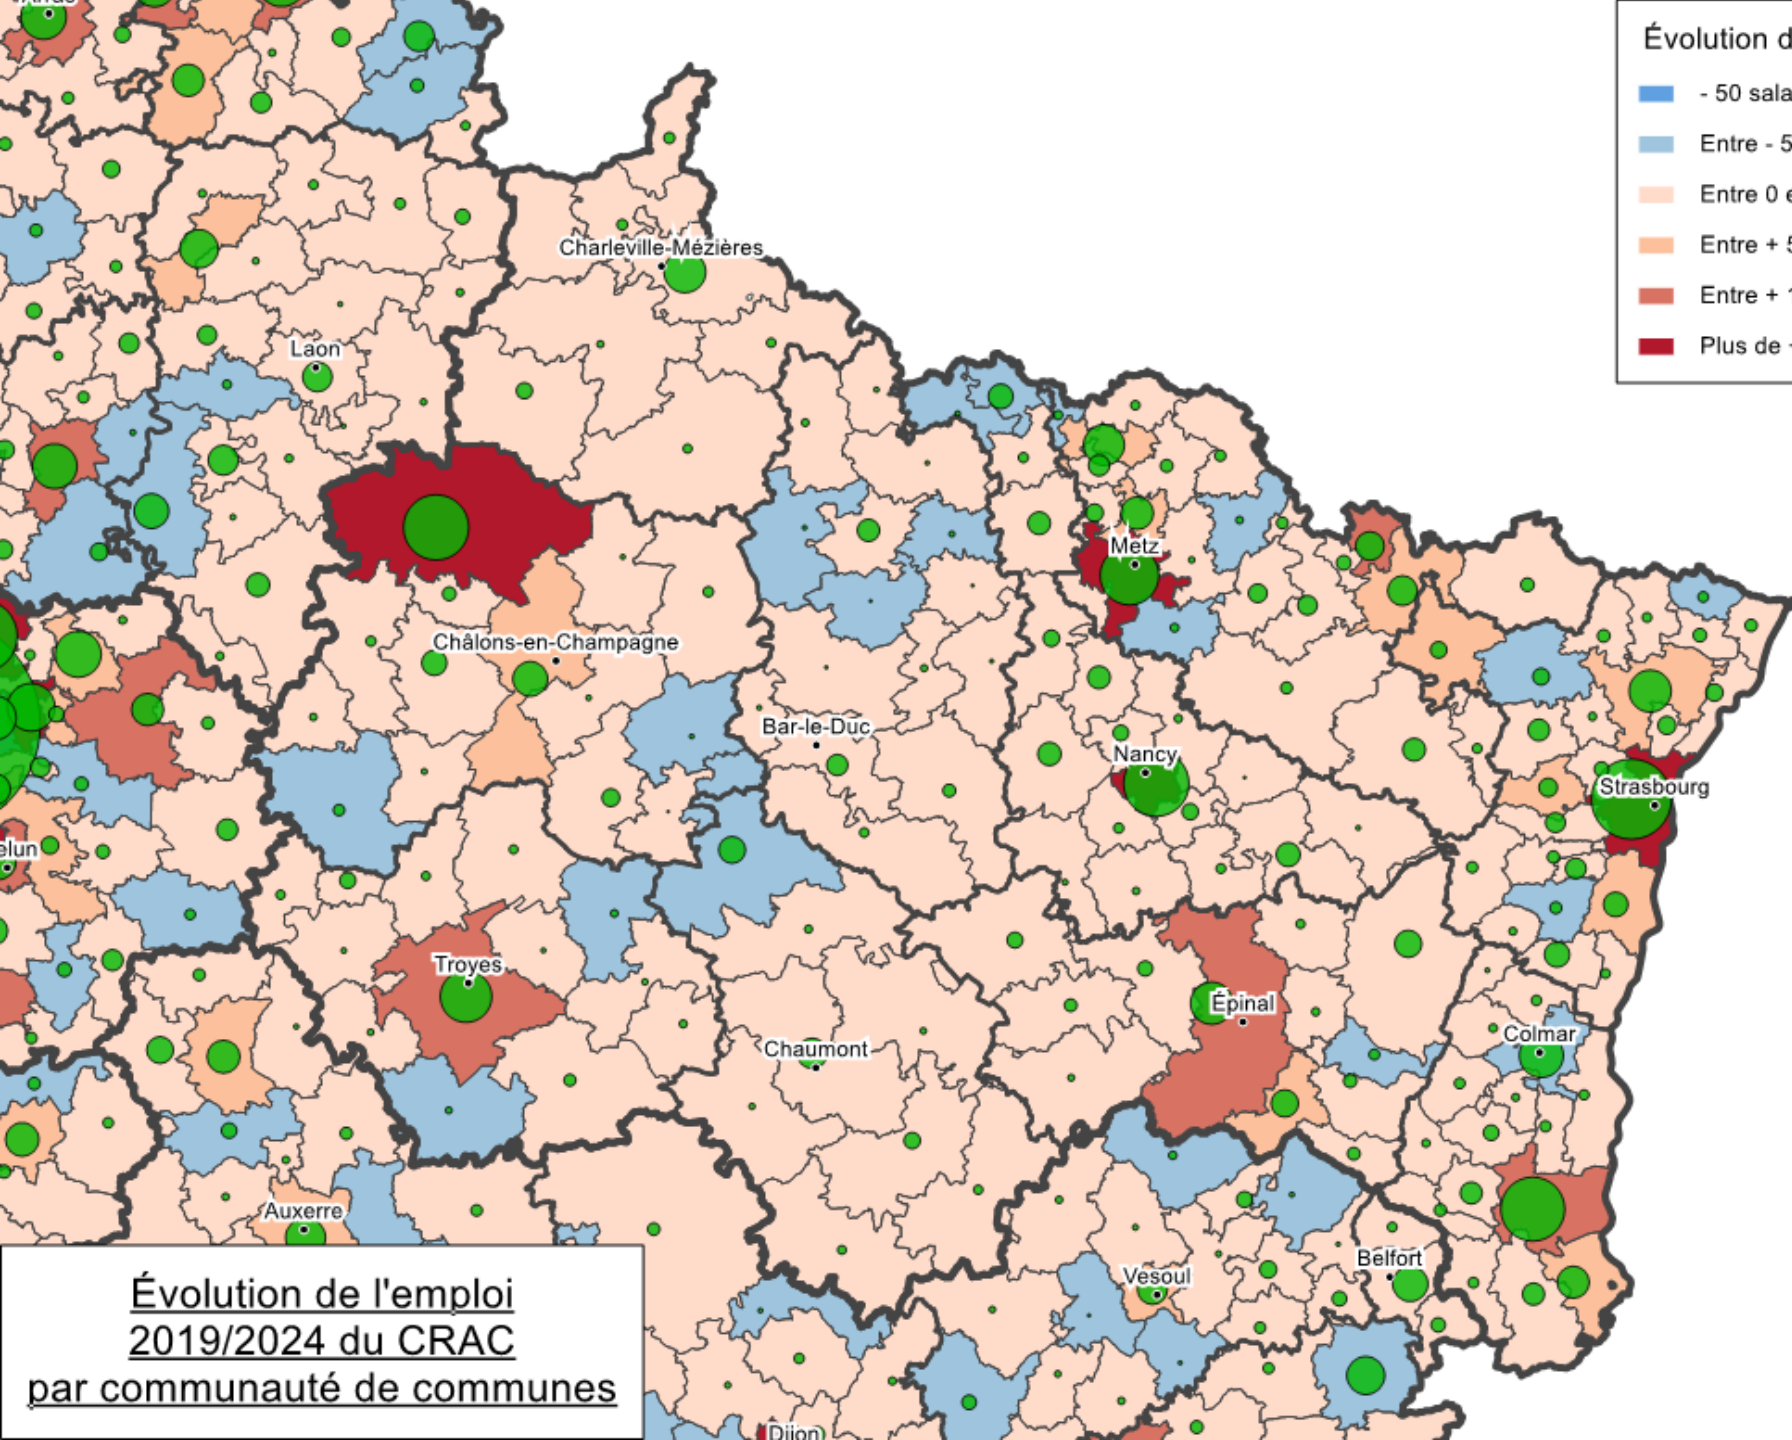 Évolution d
- 50 sala
Entre - 5
Entre 0 e
Entre + 5
Entre + 1
Plus de
Charleville-Mézières
Laon
Metz
Châlons-en-Champagne
Bar-le-Duc
Nancy
Strasbourg
elun
Troyes
Épinal
Colmar
Chaumont
Auxerre
Belfort
Vesoul
Dijon
Évolution de l'emploi
2019/2024 du CRAC
par communauté de communes